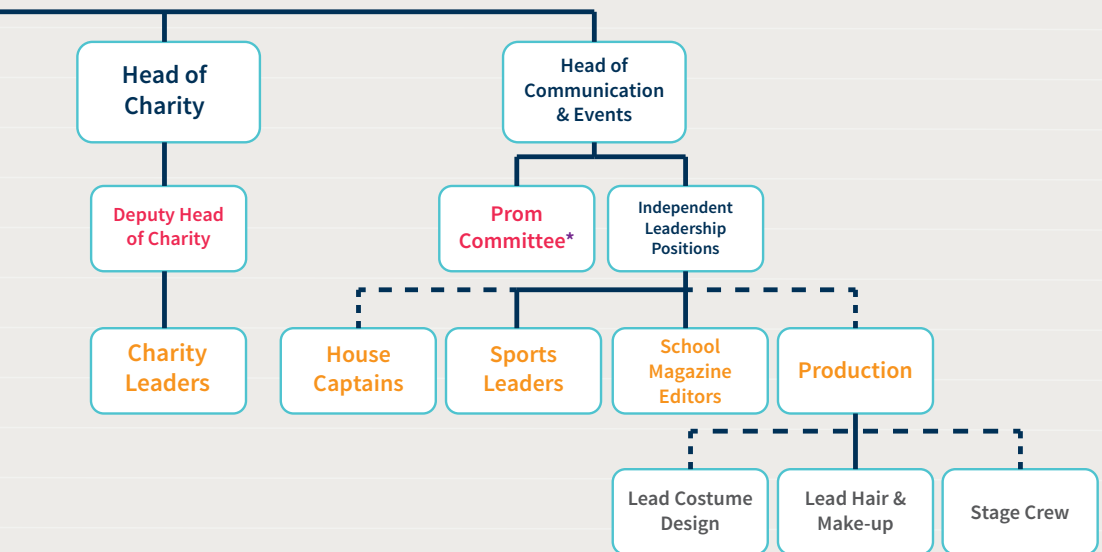 Head of
Charity
Head of
Communication
& Events
Deputy Head
of Charity
Prom
Committee*
Independent
Leadership
Positions
Charity
Leaders
House
Captains
Sports
Leaders
School
Magazine
Editors
Production
Lead Costume
Design
Lead Hair &
Make-up
Stage Crew